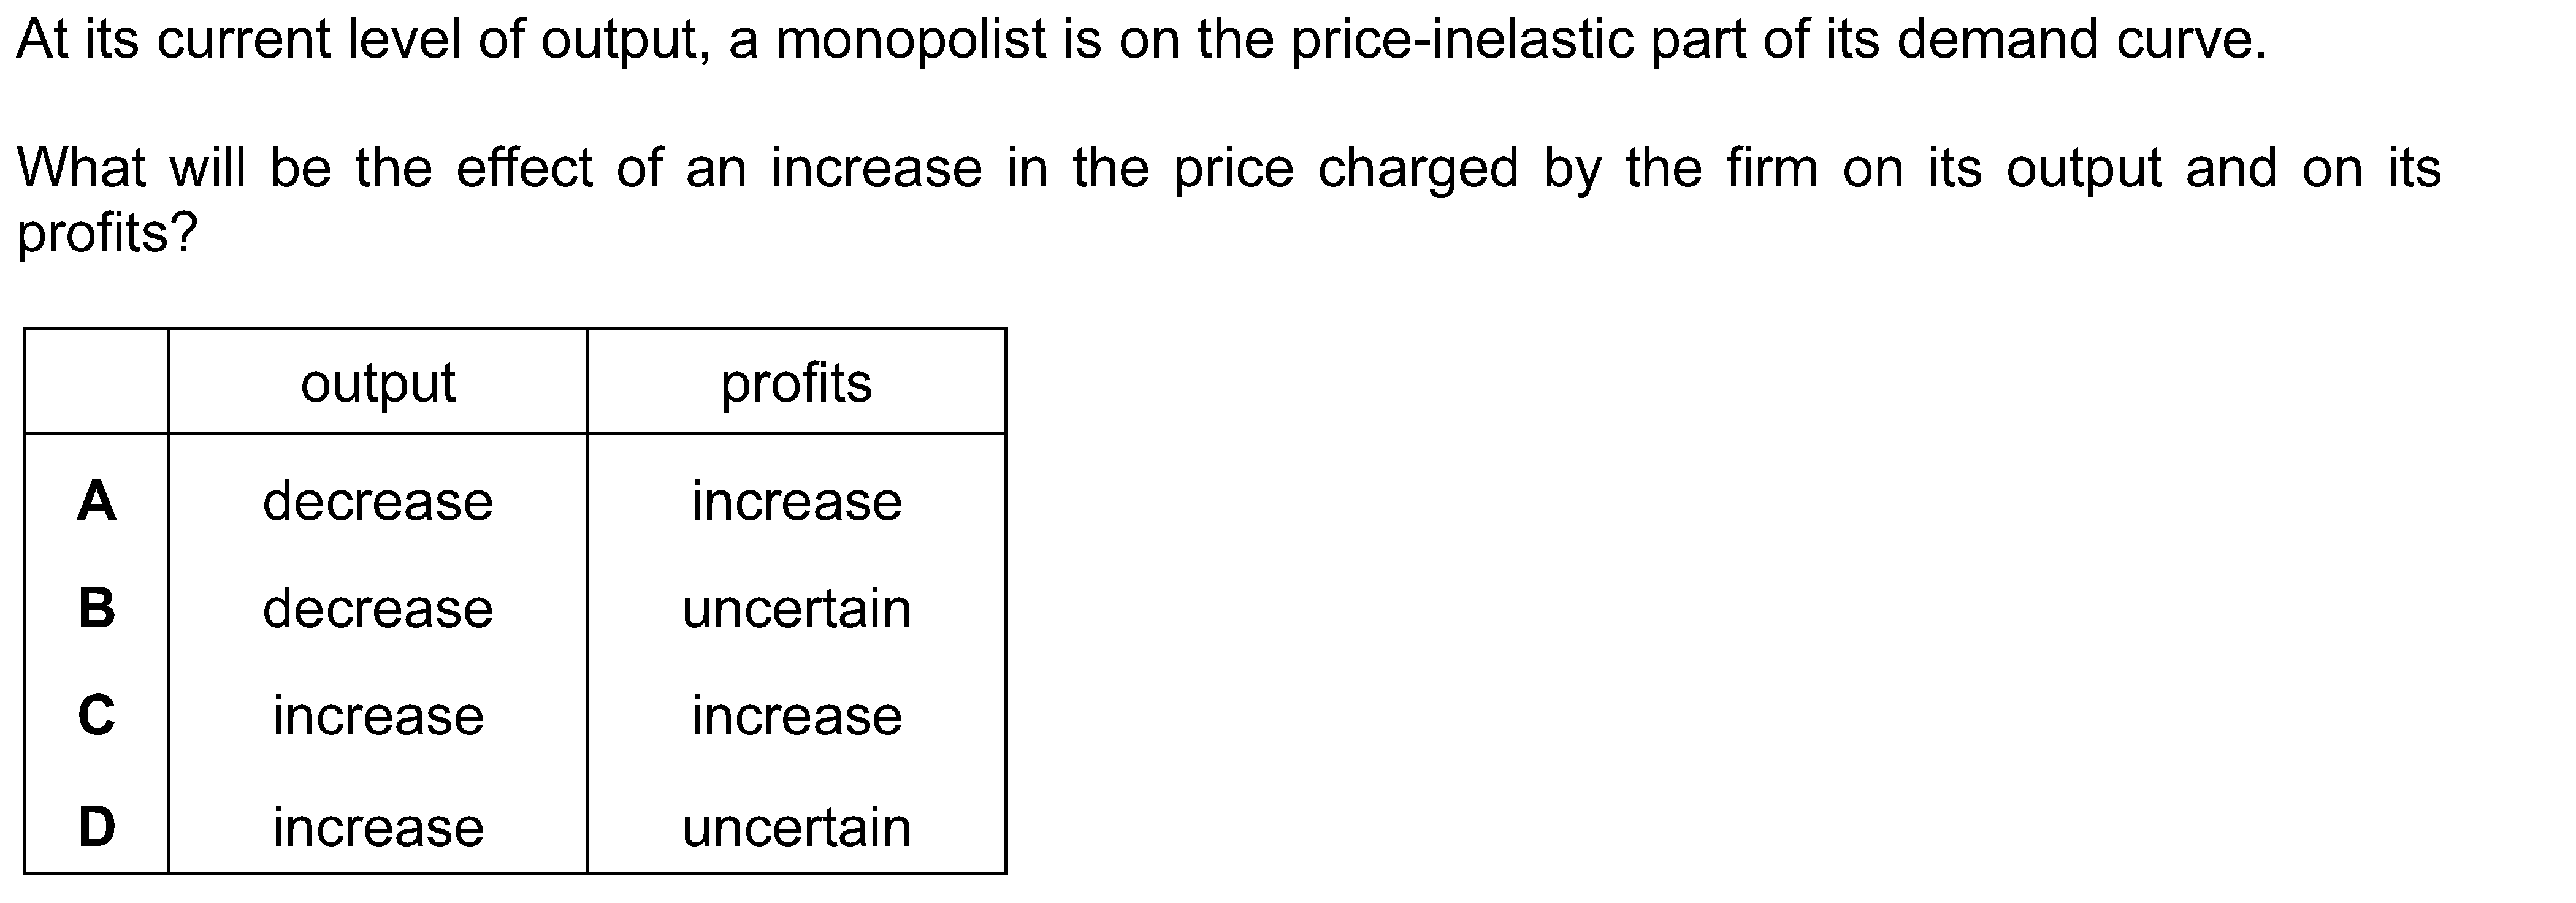 At its current level of output, a monopolist is on the price-inelastic part of its demand curve.
What will be the effect of an increase in the price charged by the firm on its output and on its
profits?
output profits
A decrease increase
B decrease uncertain
C increase increase
D increase uncertain